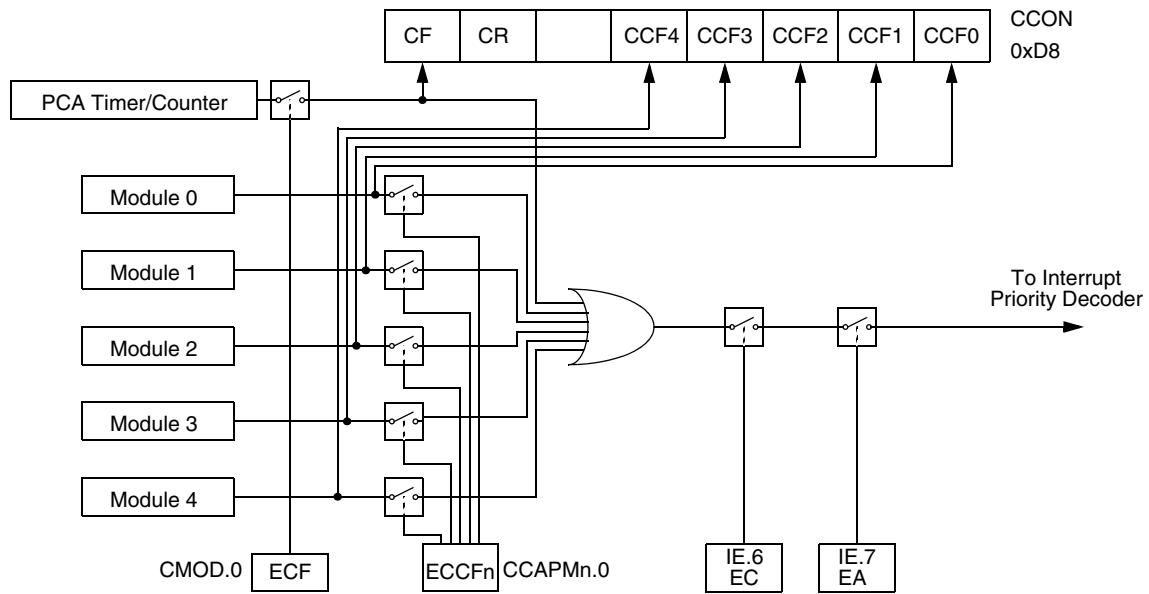 CF CR CCF4 CCF3 CCF2 CCF1 CCF0
CCON
0xD8
PCA Timer/Counter
Module 0
Module 1
Module 2
Module 3
Module 4
To Interrupt
Priority Decoder
CMOD.0
ECF
ECCFn
CCAPMn.0
IE.6
EC
IE.7
EA